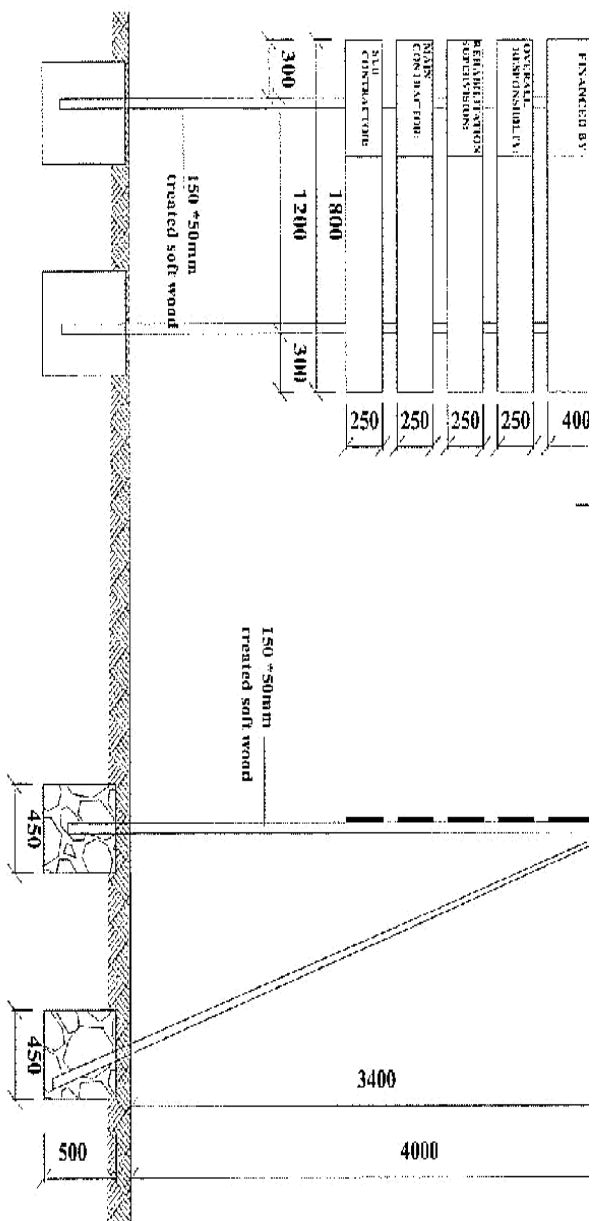 FINANCED BY:
OVERALL
RESPONSIBILITY:
REHABILITATION
SUPERVISION:
MAIN
CONTRACTOR:
SUB
CONTRACTOR:
300
1200
300
1800
400
250
250
250
250
150 *50mm
treated soft wood
150 *50mm
treated soft wood
450
450
3400
4000
500